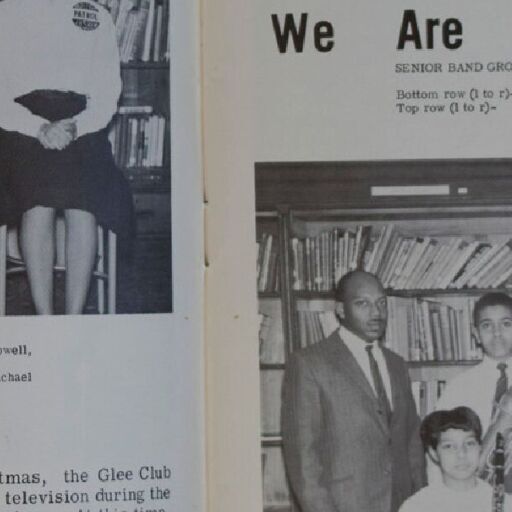 PATROL
owell,
chael
tmas, the Glee Club
television during the
We Are
SENIOR BAND GRO
Bottom row (l to r)-
Top row (l to r)-